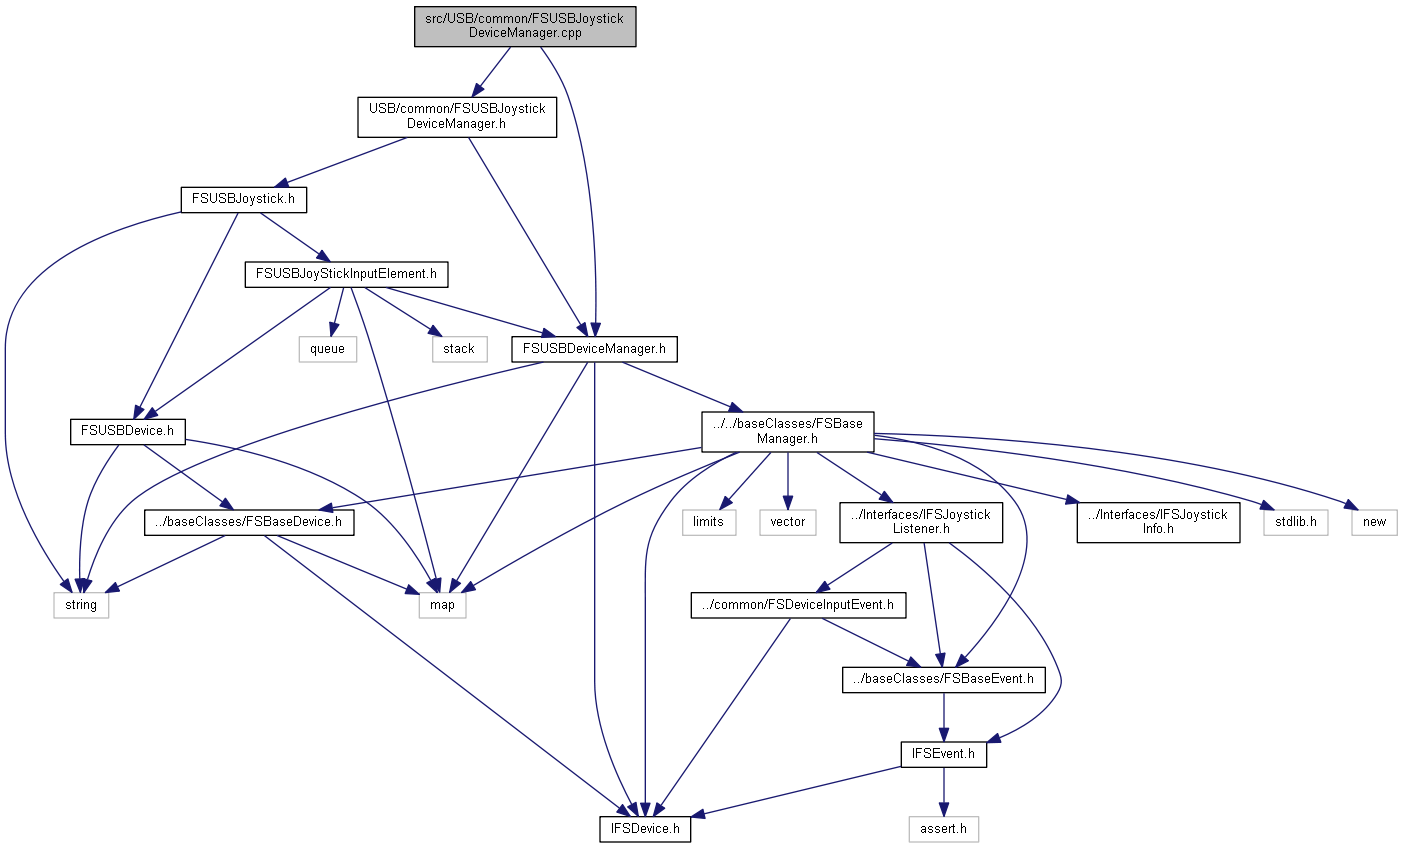 src/USB/common/FSUSBJoystick
DeviceManager.cpp
USB/common/FSUSBJoystick
DeviceManager.h
FSUSBJoystick.h
FSUSBJoyStickInputElement.h
queue
stack
FSUSBDeviceManager.h
FSUSBDevice.h
../../baseClasses/FSBase
Manager.h
../baseClasses/FSBaseDevice.h
limits
vector
../Interfaces/IFSJoystick
Listener.h
../Interfaces/IFSJoystick
Info.h
stdlib.h
new
string
map
../common/FSDeviceInputEvent.h
../baseClasses/FSBaseEvent.h
IFSEvent.h
IFSDevice.h
assert.h